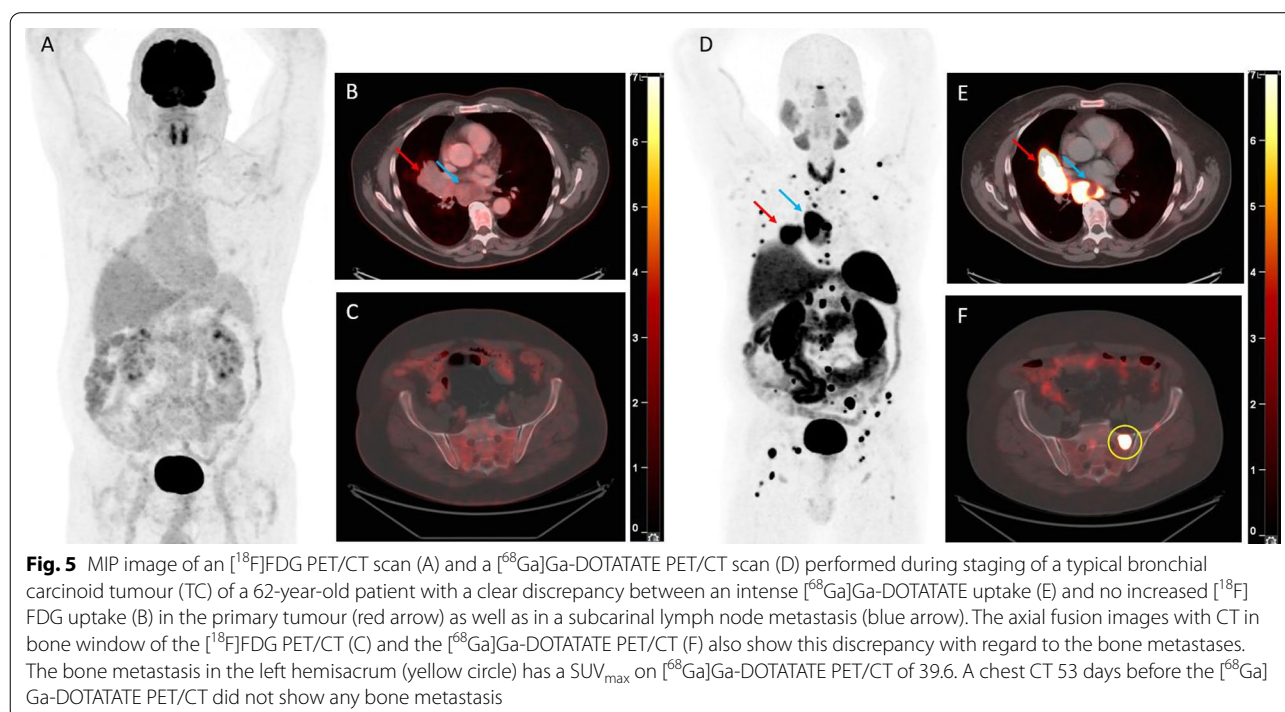 A
B
7
6
5
4
3
2
1
0
C
D
E
7
6
5
4
3
2
1
0
F
Fig. 5 MIP image of an [¹⁸F]FDG PET/CT scan (A) and a [⁶⁸Ga]Ga-DOTATATE PET/CT scan (D) performed during staging of a typical bronchial
carcinoid tumour (TC) of a 62-year-old patient with a clear discrepancy between an intense [⁶⁸Ga]Ga-DOTATATE uptake (E) and no increased [¹⁸F]
FDG uptake (B) in the primary tumour (red arrow) as well as in a subcarinal lymph node metastasis (blue arrow). The axial fusion images with CT in
bone window of the [¹⁸F]FDG PET/CT (C) and the [⁶⁸Ga]Ga-DOTATATE PET/CT (F) also show this discrepancy with regard to the bone metastases.
The bone metastasis in the left hemisacrum (yellow circle) has a SUVmax on [⁶⁸Ga]Ga-DOTATATE PET/CT of 39.6. A chest CT 53 days before the [⁶⁸Ga]
Ga-DOTATATE PET/CT did not show any bone metastasis